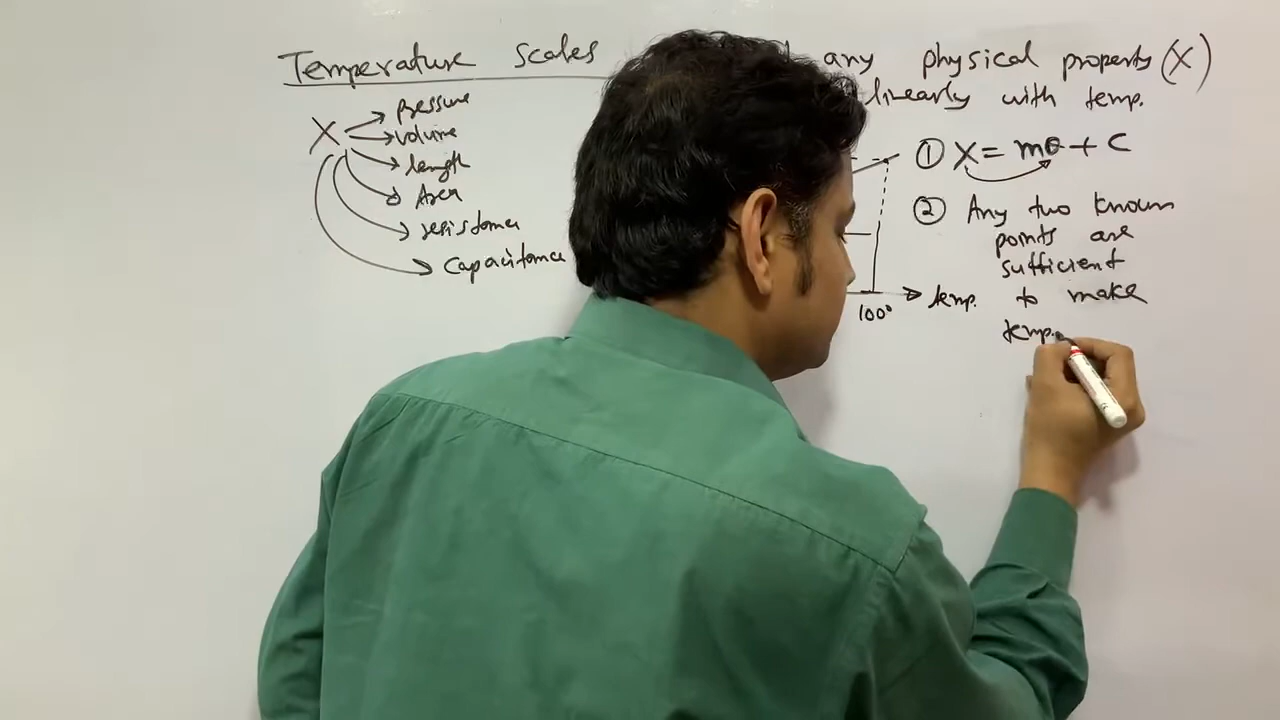 Temperature scales any physical property (X)
linearly with temp.
X
pressure
volume
length
Area
resistance
capacitance
① X = mθ + C
② Any two known
points are
sufficient
to make
temp.
temp.
100°